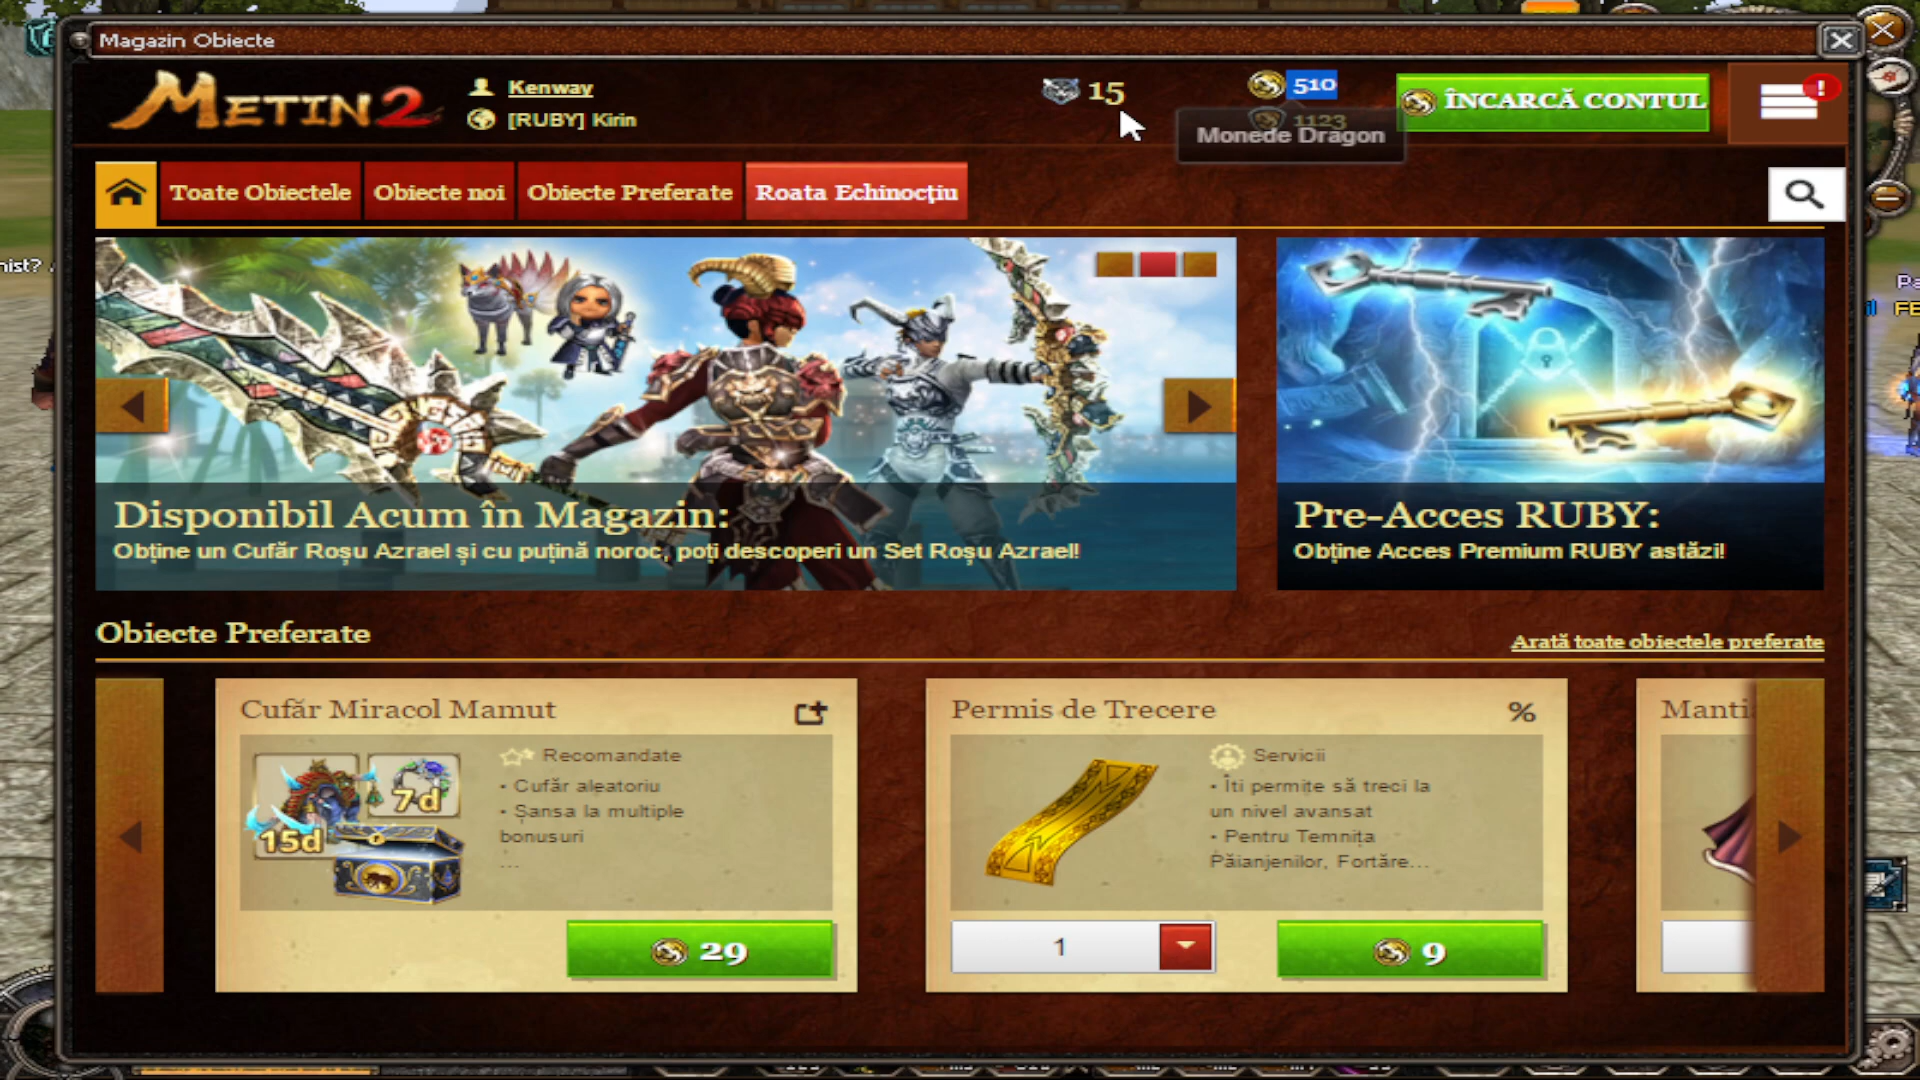 Magazin Obiecte
METIN2
Kenway
[RUBY] Kirin
15
510
1123
Monede Dragon
ÎNCARCĂ CONTUL
!
Toate Obiectele
Obiecte noi
Obiecte Preferate
Roata Echinocțiu
Disponibil Acum în Magazin:
Obține un Cufăr Roșu Azrael și cu puțină noroc, poți descoperi un Set Roșu Azrael!
Pre-Acces RUBY:
Obține Acces Premium RUBY astăzi!
Obiecte Preferate
Arată toate obiectele preferate
Cufăr Miracol Mamut
7d
15d
Recomandate
• Cufăr aleatoriu
• Șansa la multiple
bonusuri
...
29
Permis de Trecere
%
Servicii
• Îti permițe să treci la
un nivel avansat
• Pentru Temnița
Păianjenilor, Fortăre...
1
9
Manti